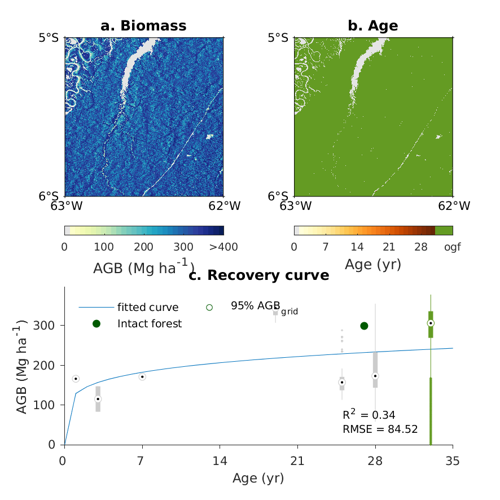 a. Biomass
b. Age
5°S
6°S
63°W 62°W
5°S
6°S
63°W 62°W
0 100 200 300 >400
AGB (Mg ha⁻¹)
0 7 14 21 28 ogf
Age (yr)
c. Recovery curve
fitted curve
Intact forest
95% AGB grid
AGB (Mg ha⁻¹)
300
200
100
0
R² = 0.34
RMSE = 84.52
0 7 14 21 28 35
Age (yr)